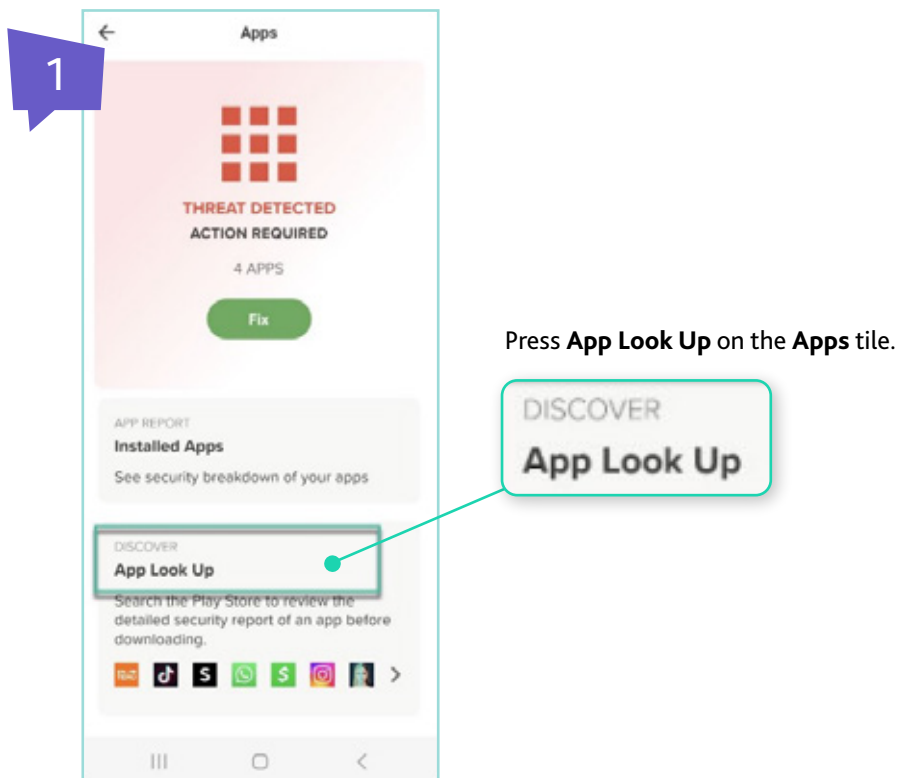 Apps
1
THREAT DETECTED
ACTION REQUIRED
4 APPS
Fix
APP REPORT
Installed Apps
See security breakdown of your apps
DISCOVER
App Look Up
Search the Play Store to review the
detailed security report of an app before
downloading.
Press App Look Up on the Apps tile.
DISCOVER
App Look Up